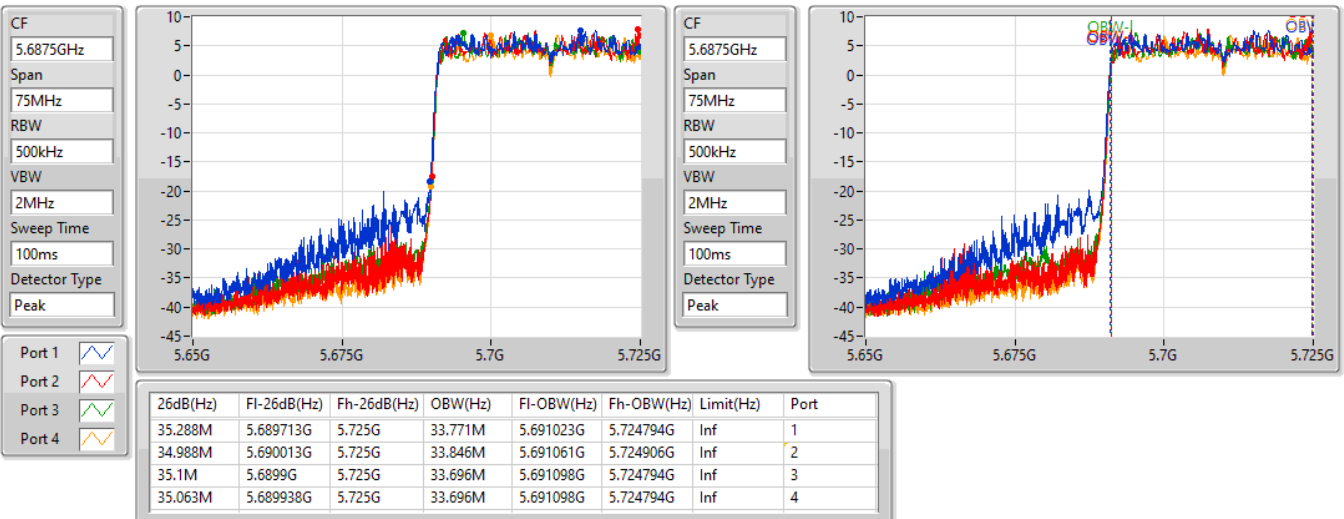 CF
5.6875GHz
Span
75MHz
RBW
500kHz
VBW
2MHz
Sweep Time
100ms
Detector Type
Peak
Port 1
Port 2
Port 3
Port 4
10
5
0
-5
-10
-15
-20
-25
-30
-35
-40
-45
5.65G 5.675G 5.7G 5.725G
CF
5.6875GHz
Span
75MHz
RBW
500kHz
VBW
2MHz
Sweep Time
100ms
Detector Type
Peak
10
5
0
-5
-10
-15
-20
-25
-30
-35
-40
-45
OBW-l
5.65G 5.675G 5.7G 5.725G
26dB(Hz) Fl-26dB(Hz) Fh-26dB(Hz) OBW(Hz) Fl-OBW(Hz) Fh-OBW(Hz) Limit(Hz) Port
35.288M 5.689713G 5.725G 33.771M 5.691023G 5.724794G Inf 1
34.988M 5.690013G 5.725G 33.846M 5.691061G 5.724906G Inf 2
35.1M 5.6899G 5.725G 33.696M 5.691098G 5.724794G Inf 3
35.063M 5.689938G 5.725G 33.696M 5.691098G 5.724794G Inf 4